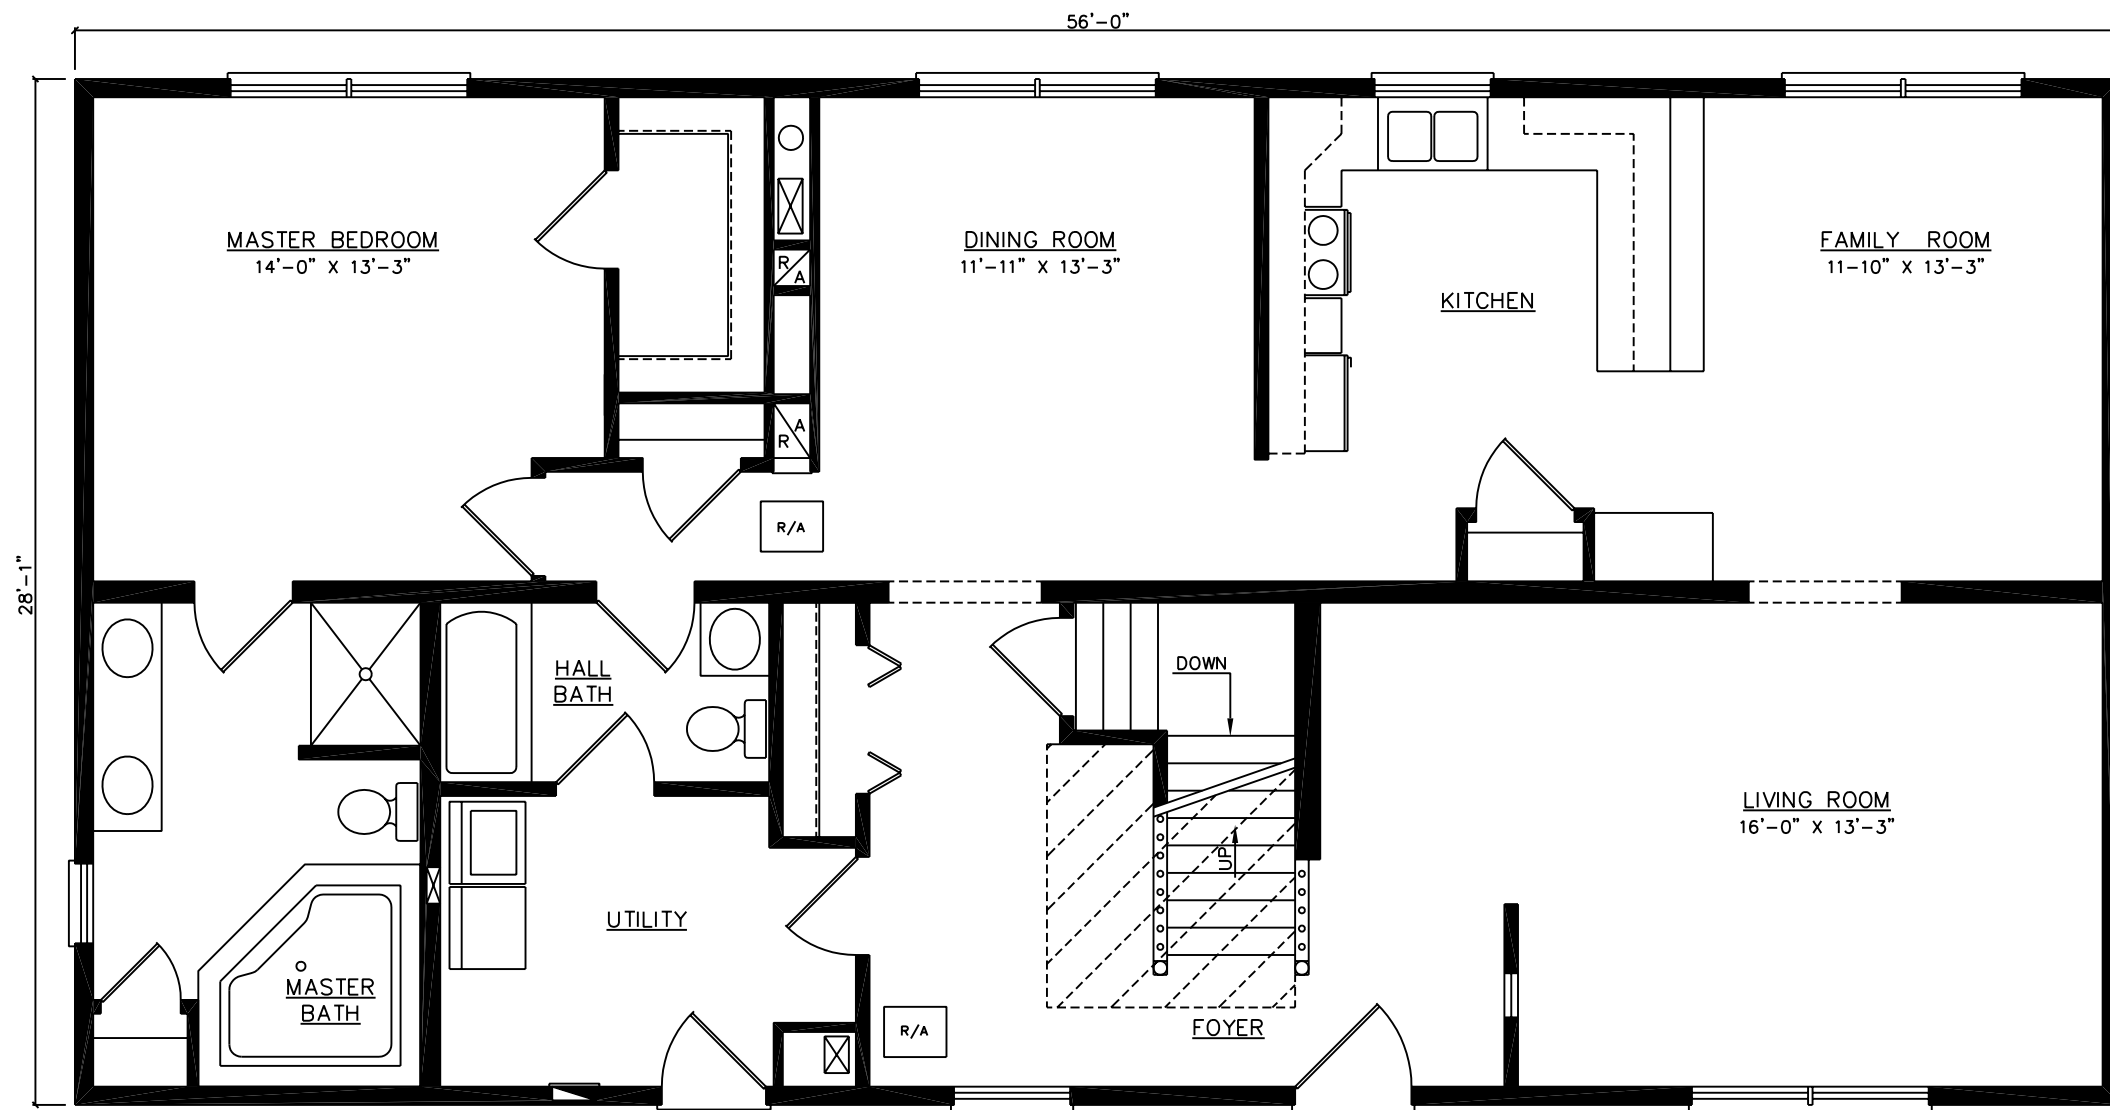 56'-0"
28'-1"
MASTER BEDROOM
14'-0" X 13'-3"
R
A
DINING ROOM
11'-11" X 13'-3"
KITCHEN
FAMILY ROOM
11-10" X 13'-3"
A
R
R/A
HALL
BATH
DOWN
UP
LIVING ROOM
16'-0" X 13'-3"
UTILITY
MASTER
BATH
R/A
FOYER